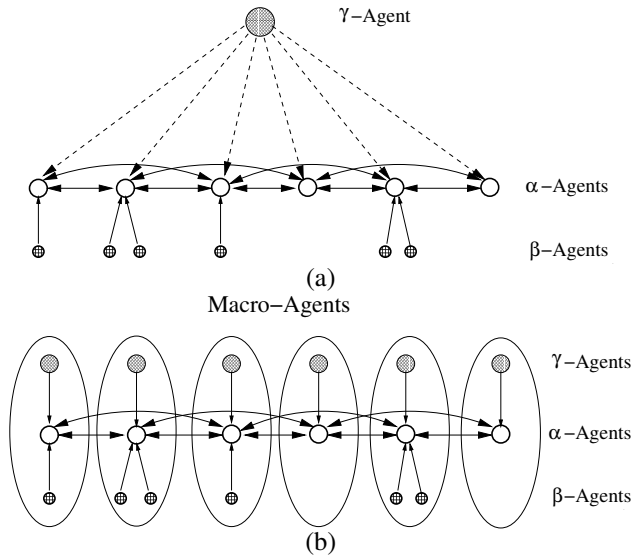 γ−Agent
α−Agents
β−Agents
(a)
Macro−Agents
γ−Agents
α−Agents
β−Agents
(b)